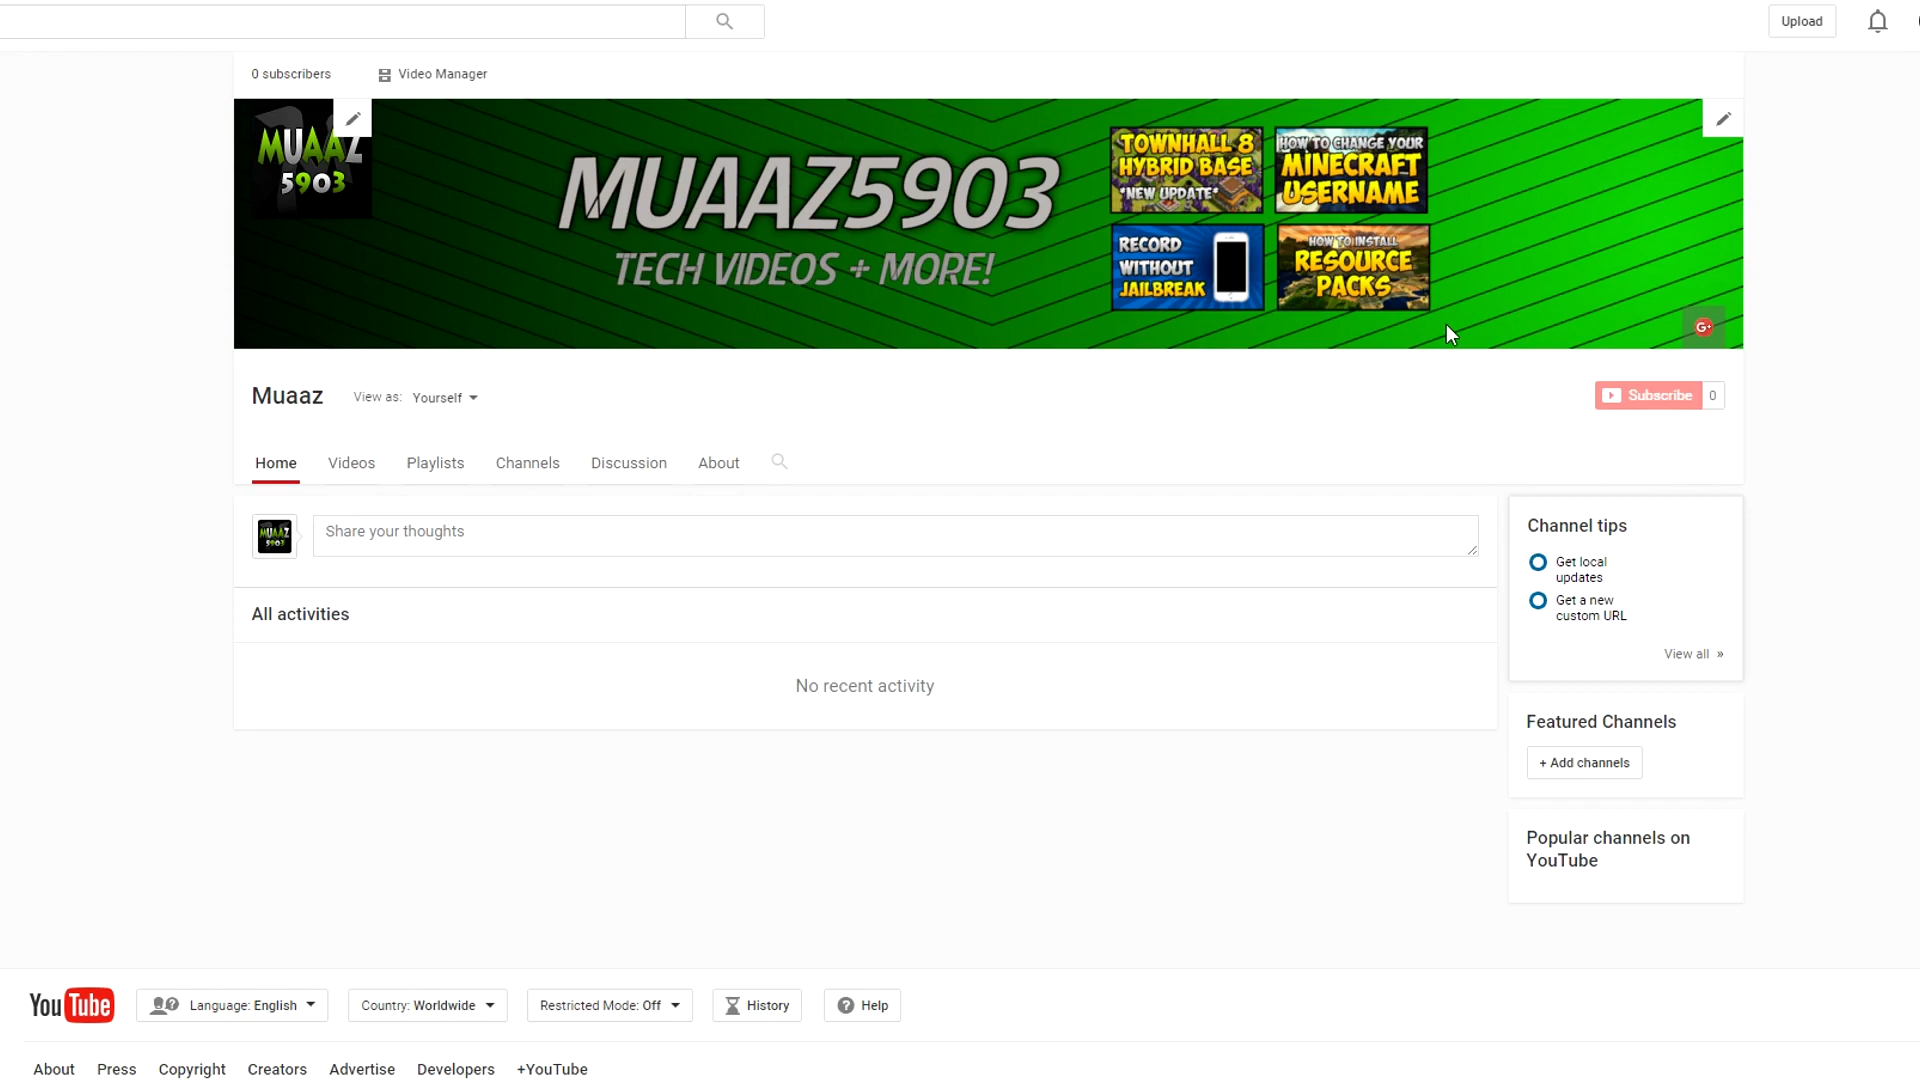 Upload
0 subscribers
Video Manager
MUAAZ
5903
MUAAZ5903
TECH VIDEOS + MORE!
TOWNHALL 8
HYBRID BASE
*NEW UPDATE*
HOW TO CHANGE YOUR
MINECRAFT
USERNAME
RECORD
WITHOUT
JAILBREAK
HOW TO INSTALL
RESOURCE
PACKS
G+
Muaaz
View as: Yourself
Subscribe 0
Home Videos Playlists Channels Discussion About
MUAAZ
5903
Share your thoughts
All activities
No recent activity
Channel tips
Get local
updates
Get a new
custom URL
View all »
Featured Channels
+ Add channels
Popular channels on
YouTube
YouTube
Language: English
Country: Worldwide
Restricted Mode: Off
History
Help
About Press Copyright Creators Advertise Developers +YouTube